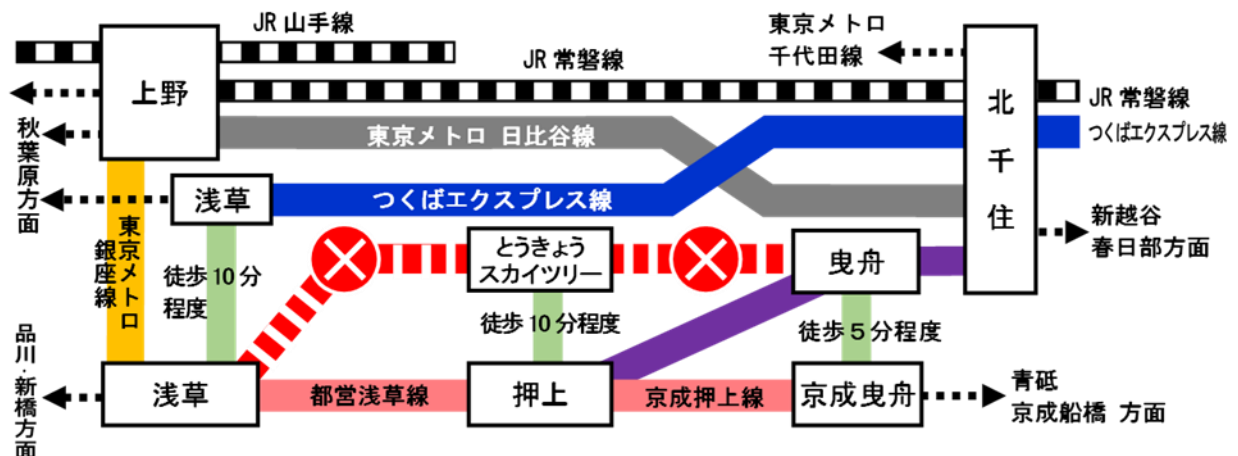 JR 山手線
東京メトロ
千代田線
JR 常磐線
上野
北千住
JR 常磐線
つくばエクスプレス線
東京メトロ 日比谷線
秋葉原方面
浅草
つくばエクスプレス線
新越谷
春日部方面
東京メトロ
銀座線
徒歩10分
程度
とうきょう
スカイツリー
曳舟
徒歩10分程度
徒歩5分程度
品川・新橋方面
浅草
都営浅草線
押上
京成押上線
京成曳舟
青砥
京成船橋 方面